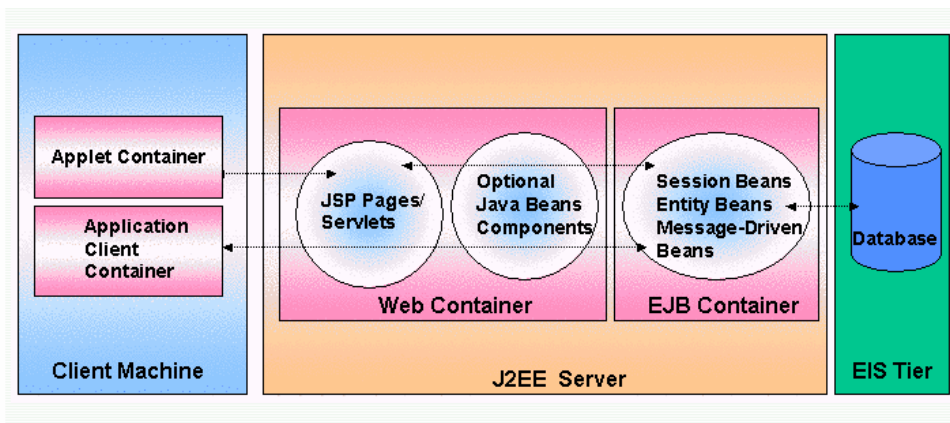 Applet Container
Application
Client
Container
Client Machine
JSP Pages/
Servlets
Optional
Java Beans
Components
Web Container
Session Beans
Entity Beans
Message-Driven
Beans
EJB Container
J2EE Server
Database
EIS Tier